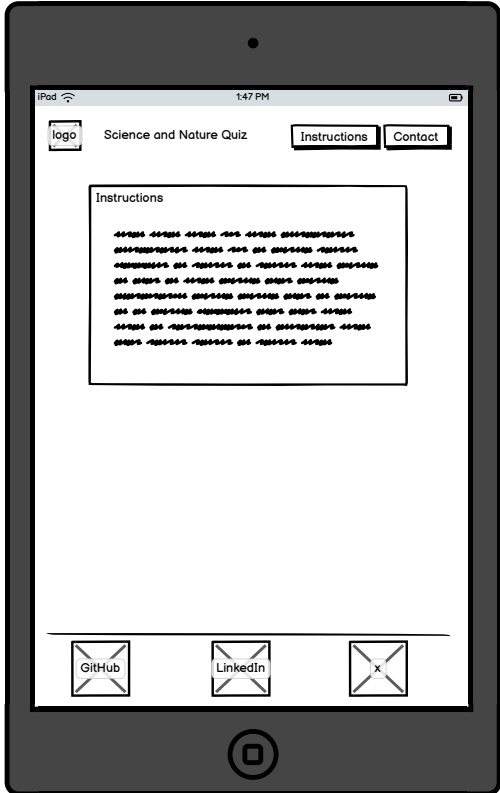 iPad 1:47 PM
logo Science and Nature Quiz Instructions Contact
Instructions
GitHub LinkedIn x